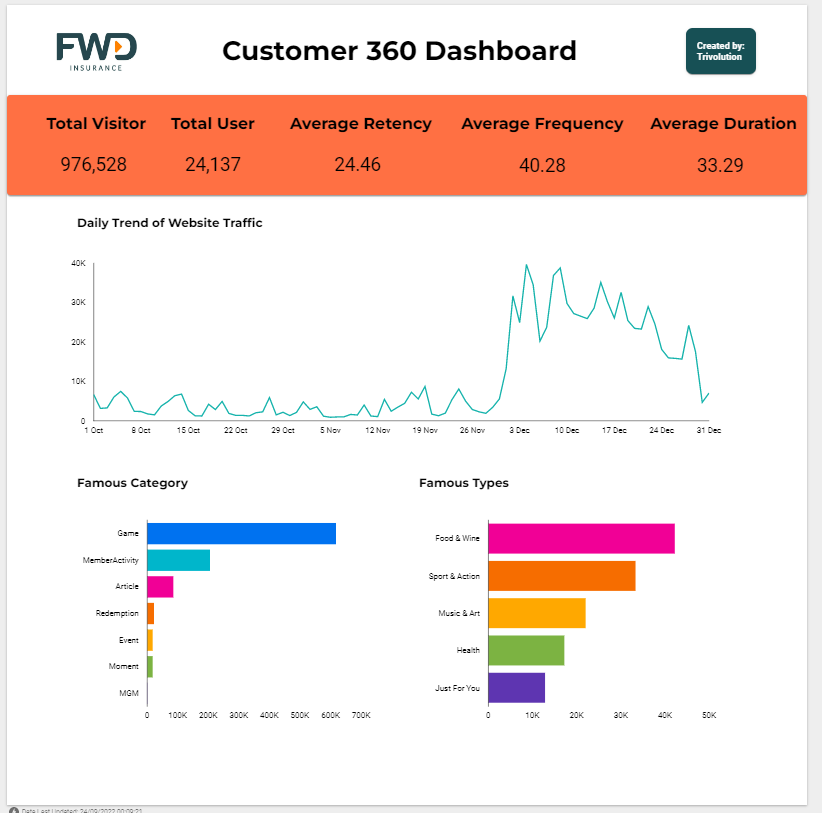 FWD
INSURANCE
Customer 360 Dashboard
Created by:
Trivolution
Total Visitor Total User Average Retency Average Frequency Average Duration
976,528 24,137 24.46 40.28 33.29
Daily Trend of Website Traffic
40K
30K
20K
10K
0
1 Oct 8 Oct 15 Oct 22 Oct 29 Oct 5 Nov 12 Nov 19 Nov 26 Nov 3 Dec 10 Dec 17 Dec 24 Dec 31 Dec
Famous Category
Game
MemberActivity
Article
Redemption
Event
Moment
MGM
0 100K 200K 300K 400K 500K 600K 700K
Famous Types
Food & Wine
Sport & Action
Music & Art
Health
Just For You
0 10K 20K 30K 40K 50K
Data Last Updated: 24/09/2022 00:09:21